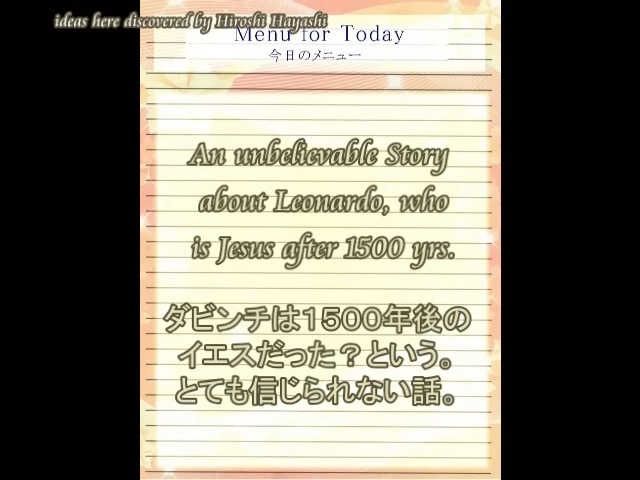 ideas here discovered by Hiroshi Hayashi
Menu for Today
今日のメニュー
An unbelievable Story
about Leonardo, who
is Jesus after 1500 yrs.
ダビンチは１５００年後の
イエスだった？という。
とても信じられない話。